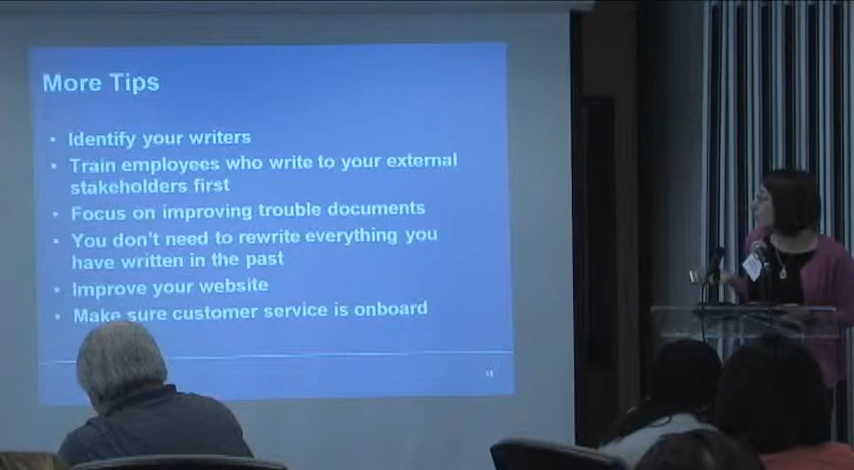 More Tips
• Identify your writers
• Train employees who write to your external
stakeholders first
• Focus on improving trouble documents
• You don't need to rewrite everything you
have written in the past
• Improve your website
• Make sure customer service is onboard